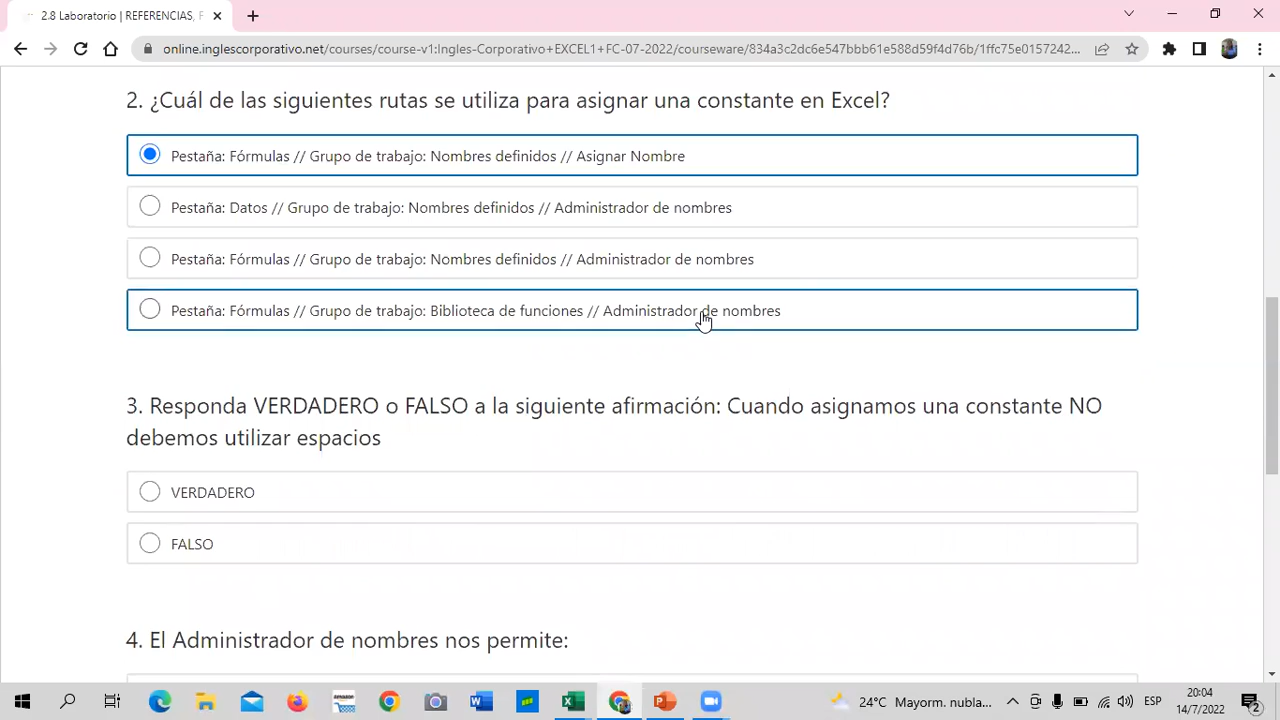 2.8 Laboratorio | REFERENCIAS, F
online.inglescorporativo.net/courses/course-v1:Ingles-Corporativo+EXCEL1+FC-07-2022/courseware/834a3c2dc6e547bbb61e588d59f4d76b/1ffc75e0157242...
2. ¿Cuál de las siguientes rutas se utiliza para asignar una constante en Excel?
Pestaña: Fórmulas // Grupo de trabajo: Nombres definidos // Asignar Nombre
Pestaña: Datos // Grupo de trabajo: Nombres definidos // Administrador de nombres
Pestaña: Fórmulas // Grupo de trabajo: Nombres definidos // Administrador de nombres
Pestaña: Fórmulas // Grupo de trabajo: Biblioteca de funciones // Administrador de nombres
3. Responda VERDADERO o FALSO a la siguiente afirmación: Cuando asignamos una constante NO
debemos utilizar espacios
VERDADERO
FALSO
4. El Administrador de nombres nos permite:
24°C Mayorm. nubla... ESP 20:04
14/7/2022 2